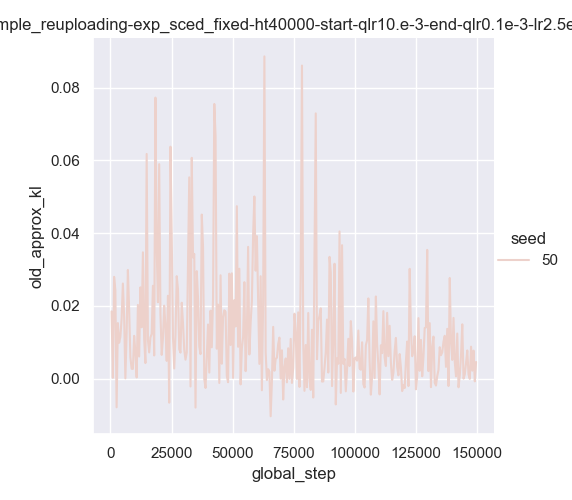 mple_reuploading-exp_sced_fixed-ht40000-start-qlr10.e-3-end-qlr0.1e-3-lr2.5e
0.08
0.06
0.04
0.02
0.00
old_approx_kl
0 25000 50000 75000 100000 125000 150000
global_step
seed
50